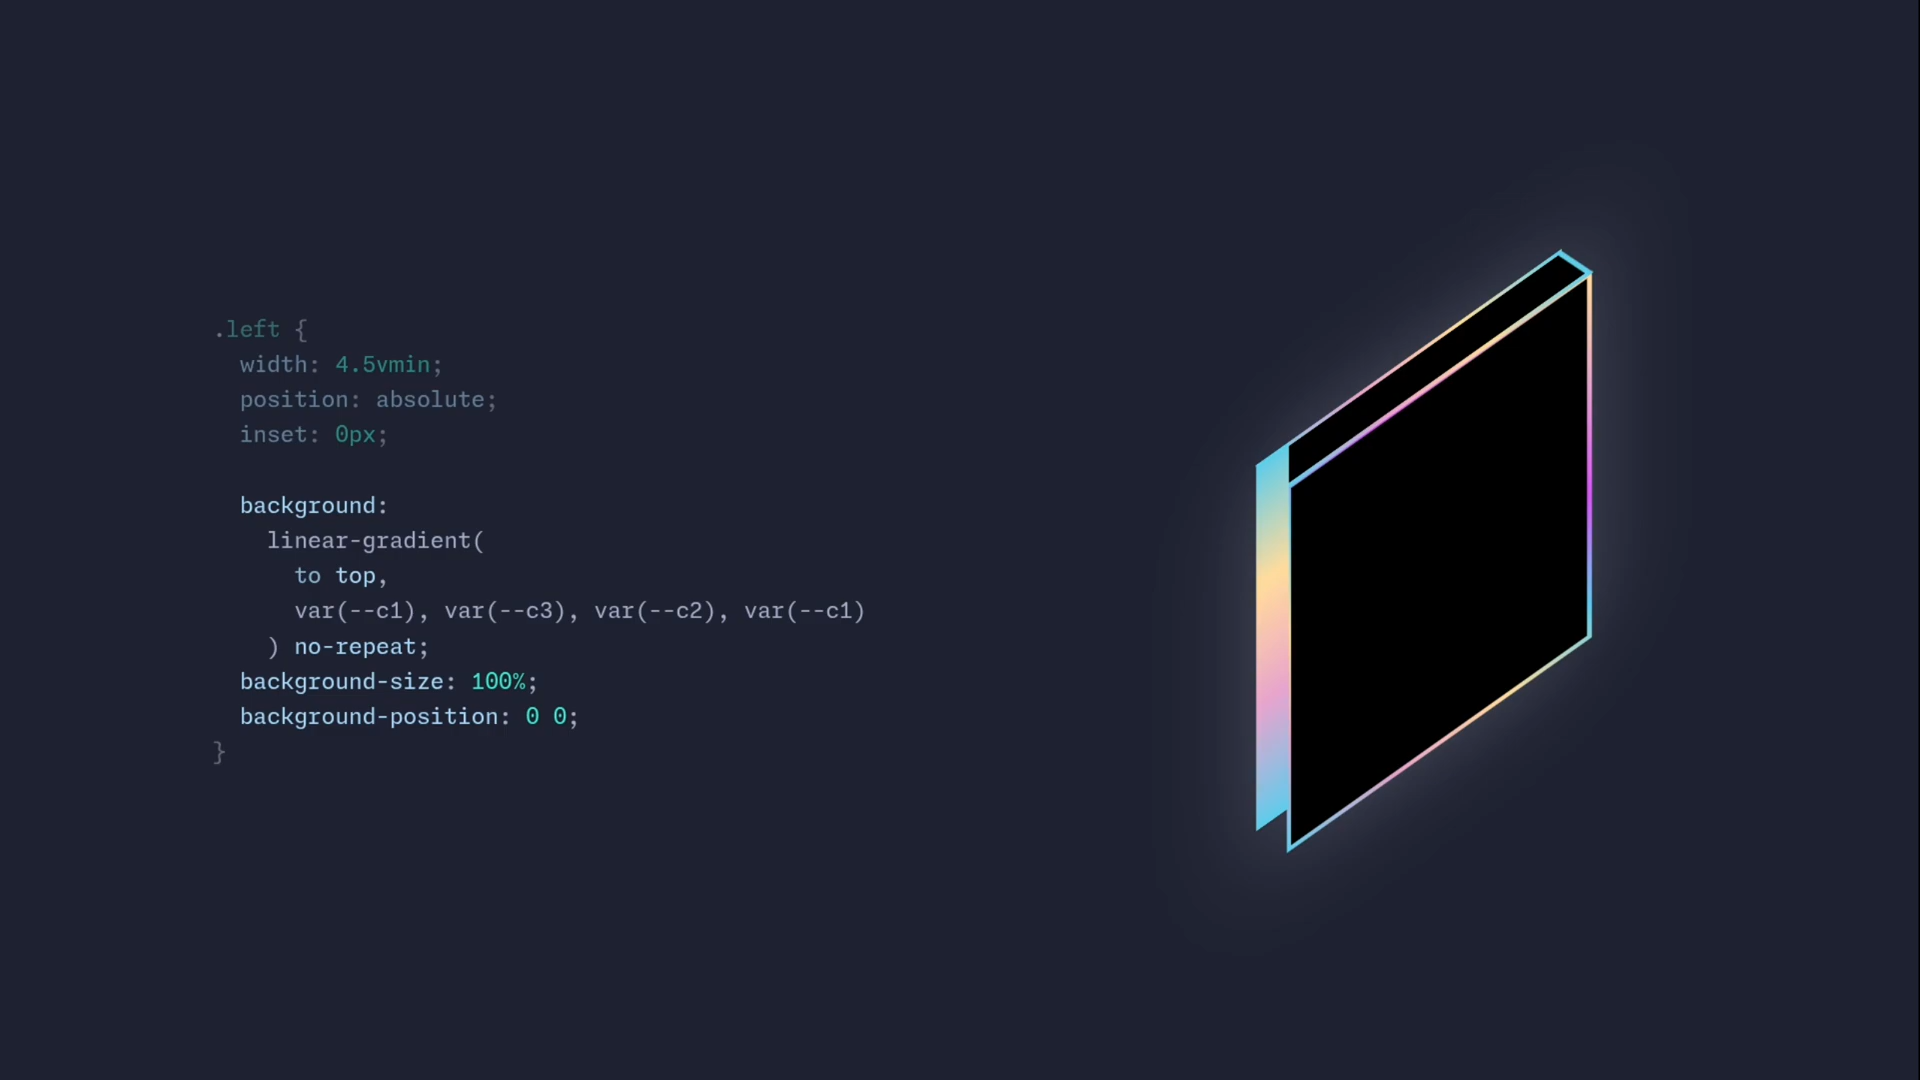 .left {
width: 4.5vmin;
position: absolute;
inset: 0px;
background:
linear-gradient(
to top,
var(--c1), var(--c3), var(--c2), var(--c1)
) no-repeat;
background-size: 100%;
background-position: 0 0;
}